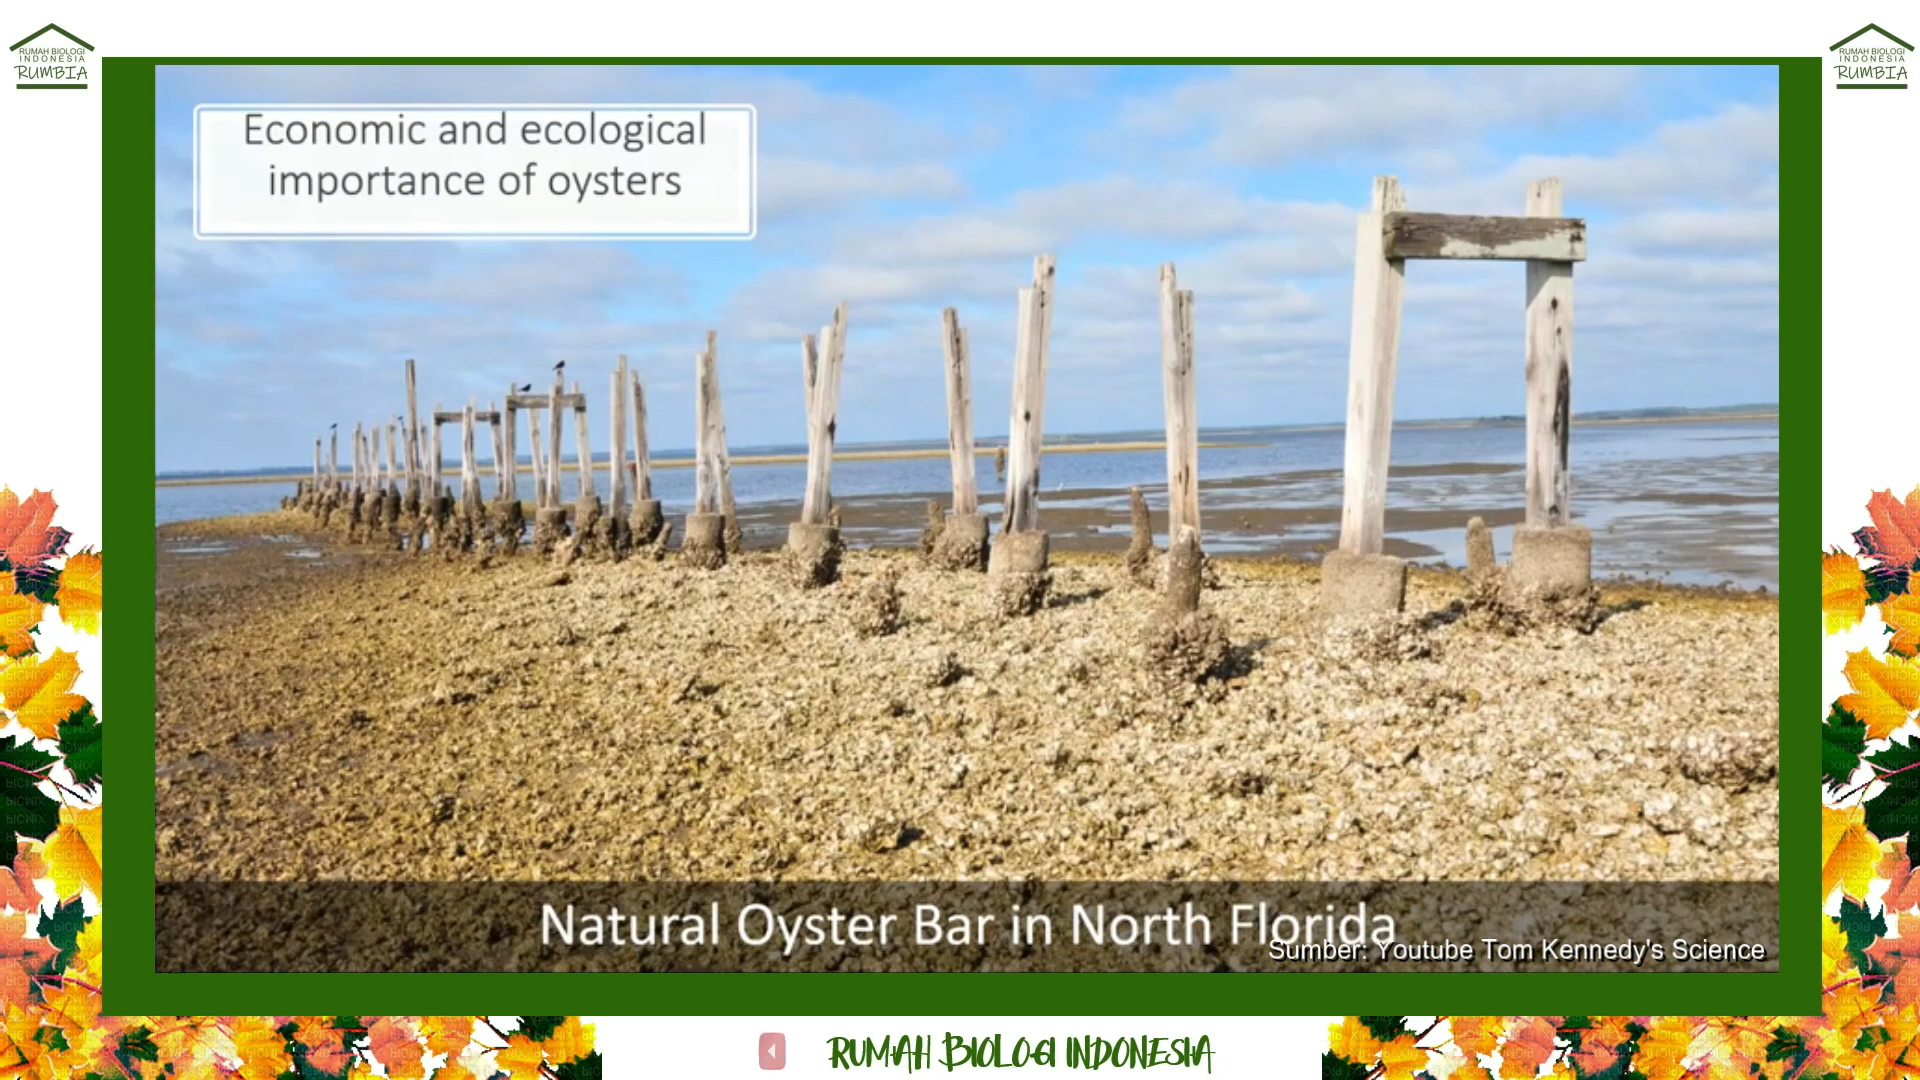 RUMAH BIOLOGI
INDONESIA
RUMBIA
RUMAH BIOLOGI
INDONESIA
RUMBIA
Economic and ecological
importance of oysters
Natural Oyster Bar in North Florida
Sumber: Youtube Tom Kennedy's Science
RUMAH BIOLOGI INDONESIA